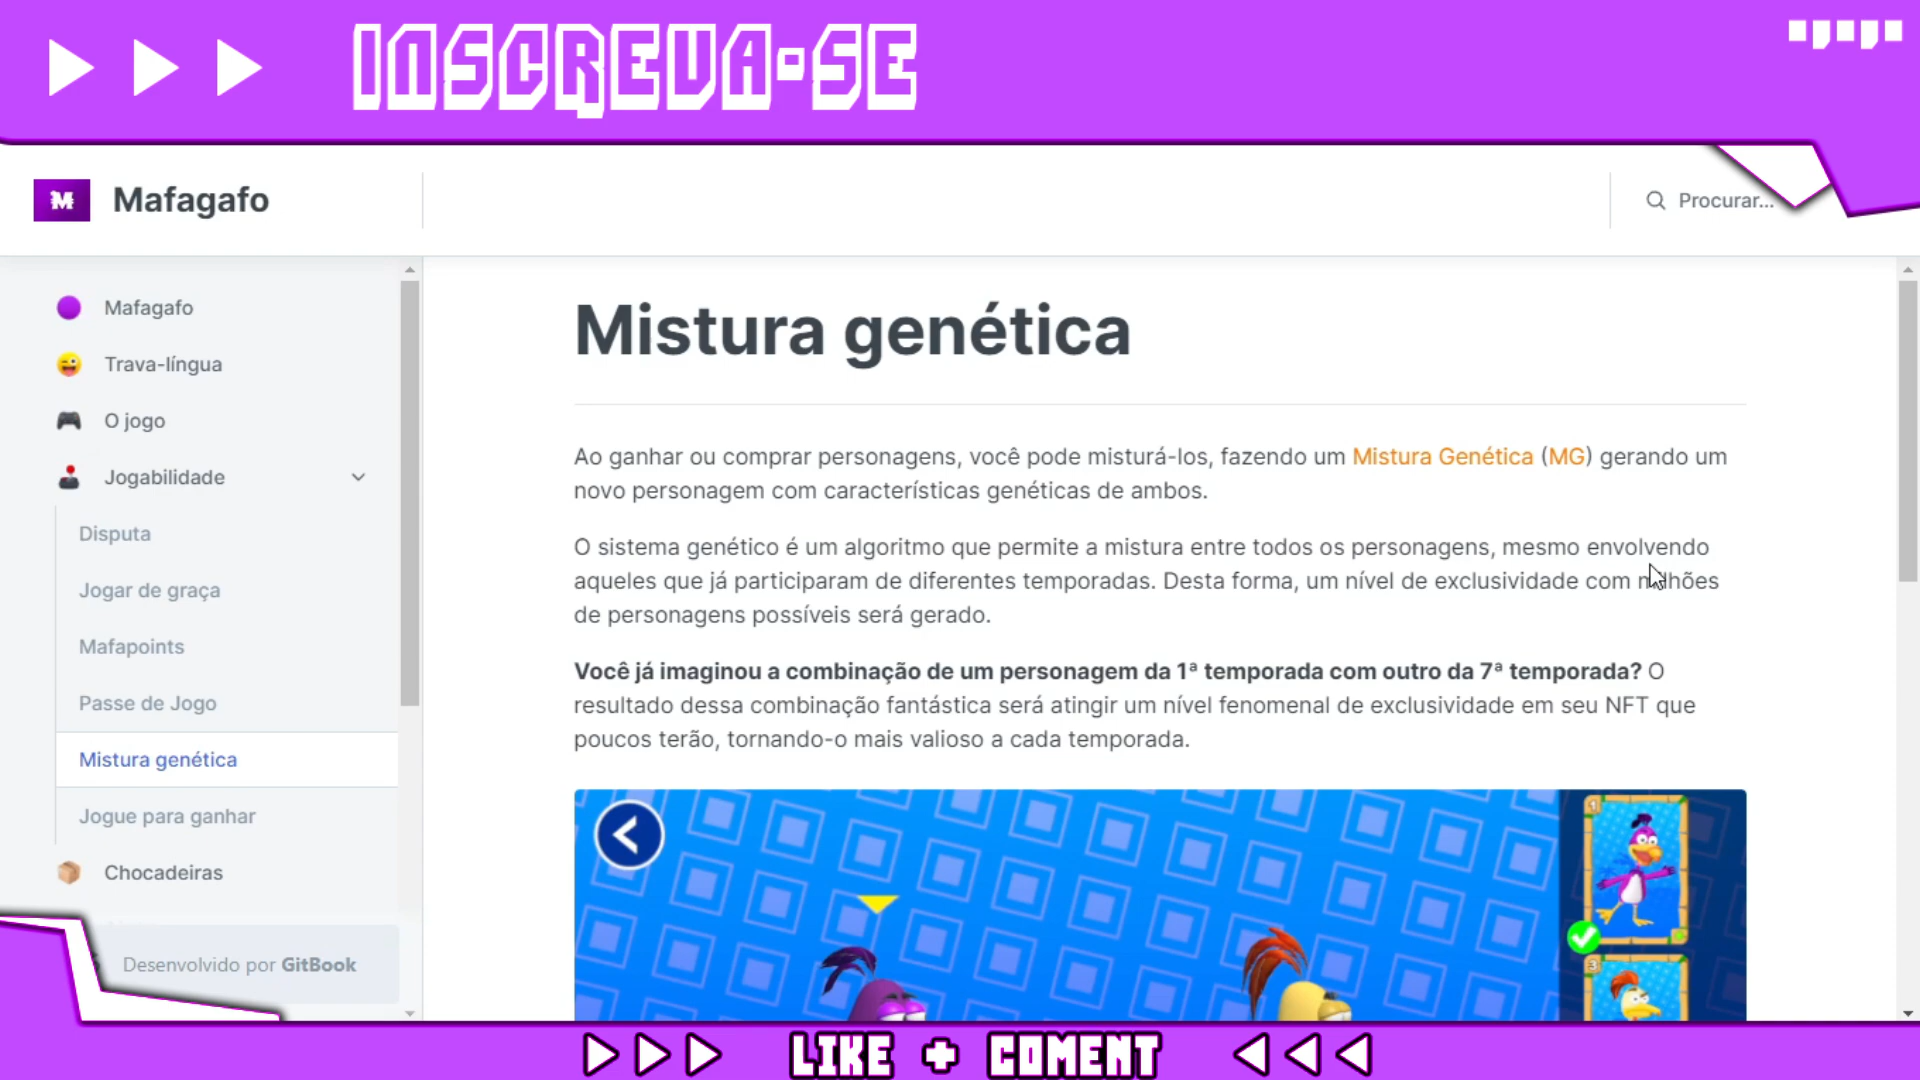 INSCREVA-SE
M
Mafagafo
Procurar...
Mafagafo
Trava-língua
O jogo
Jogabilidade
Disputa
Jogar de graça
Mafapoints
Passe de Jogo
Mistura genética
Jogue para ganhar
Chocadeiras
Desenvolvido por GitBook
Mistura genética
Ao ganhar ou comprar personagens, você pode misturá-los, fazendo um Mistura Genética (MG) gerando um
novo personagem com características genéticas de ambos.
O sistema genético é um algoritmo que permite a mistura entre todos os personagens, mesmo envolvendo
aqueles que já participaram de diferentes temporadas. Desta forma, um nível de exclusividade com milhões
de personagens possíveis será gerado.
Você já imaginou a combinação de um personagem da 1ª temporada com outro da 7ª temporada? O
resultado dessa combinação fantástica será atingir um nível fenomenal de exclusividade em seu NFT que
poucos terão, tornando-o mais valioso a cada temporada.
1
3
LIKE + COMENT